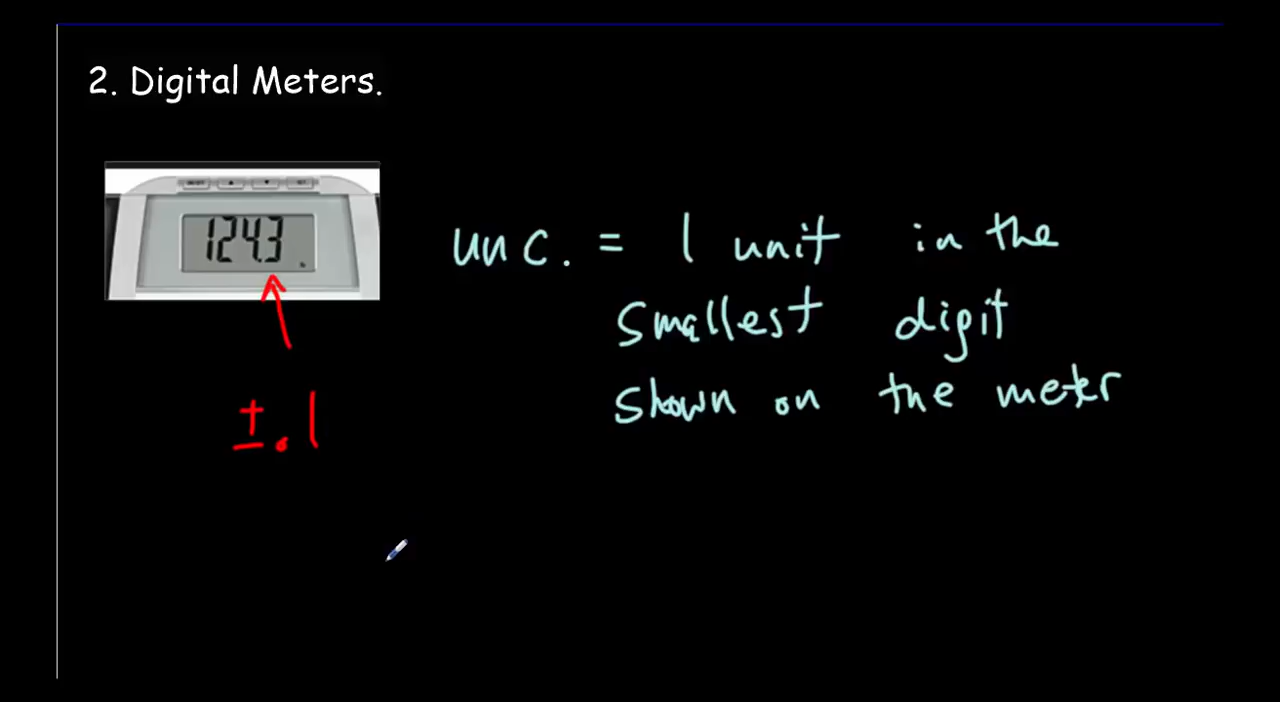 2. Digital Meters.
124.3
unc. = 1 unit in the
smallest digit
shown on the meter
±.1